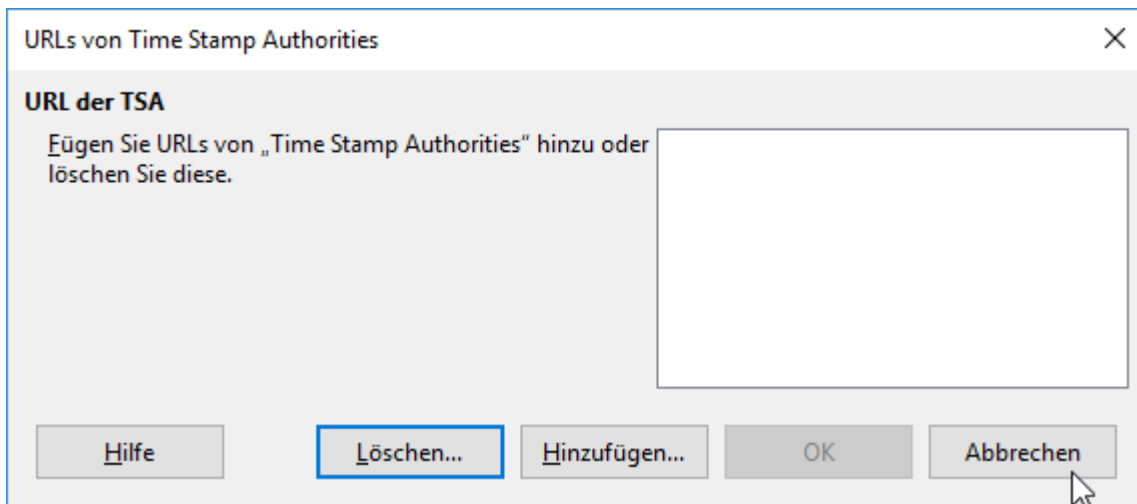 URLs von Time Stamp Authorities
URL der TSA
Fügen Sie URLs von „Time Stamp Authorities“ hinzu oder
löschen Sie diese.
Hilfe
Löschen...
Hinzufügen...
OK
Abbrechen